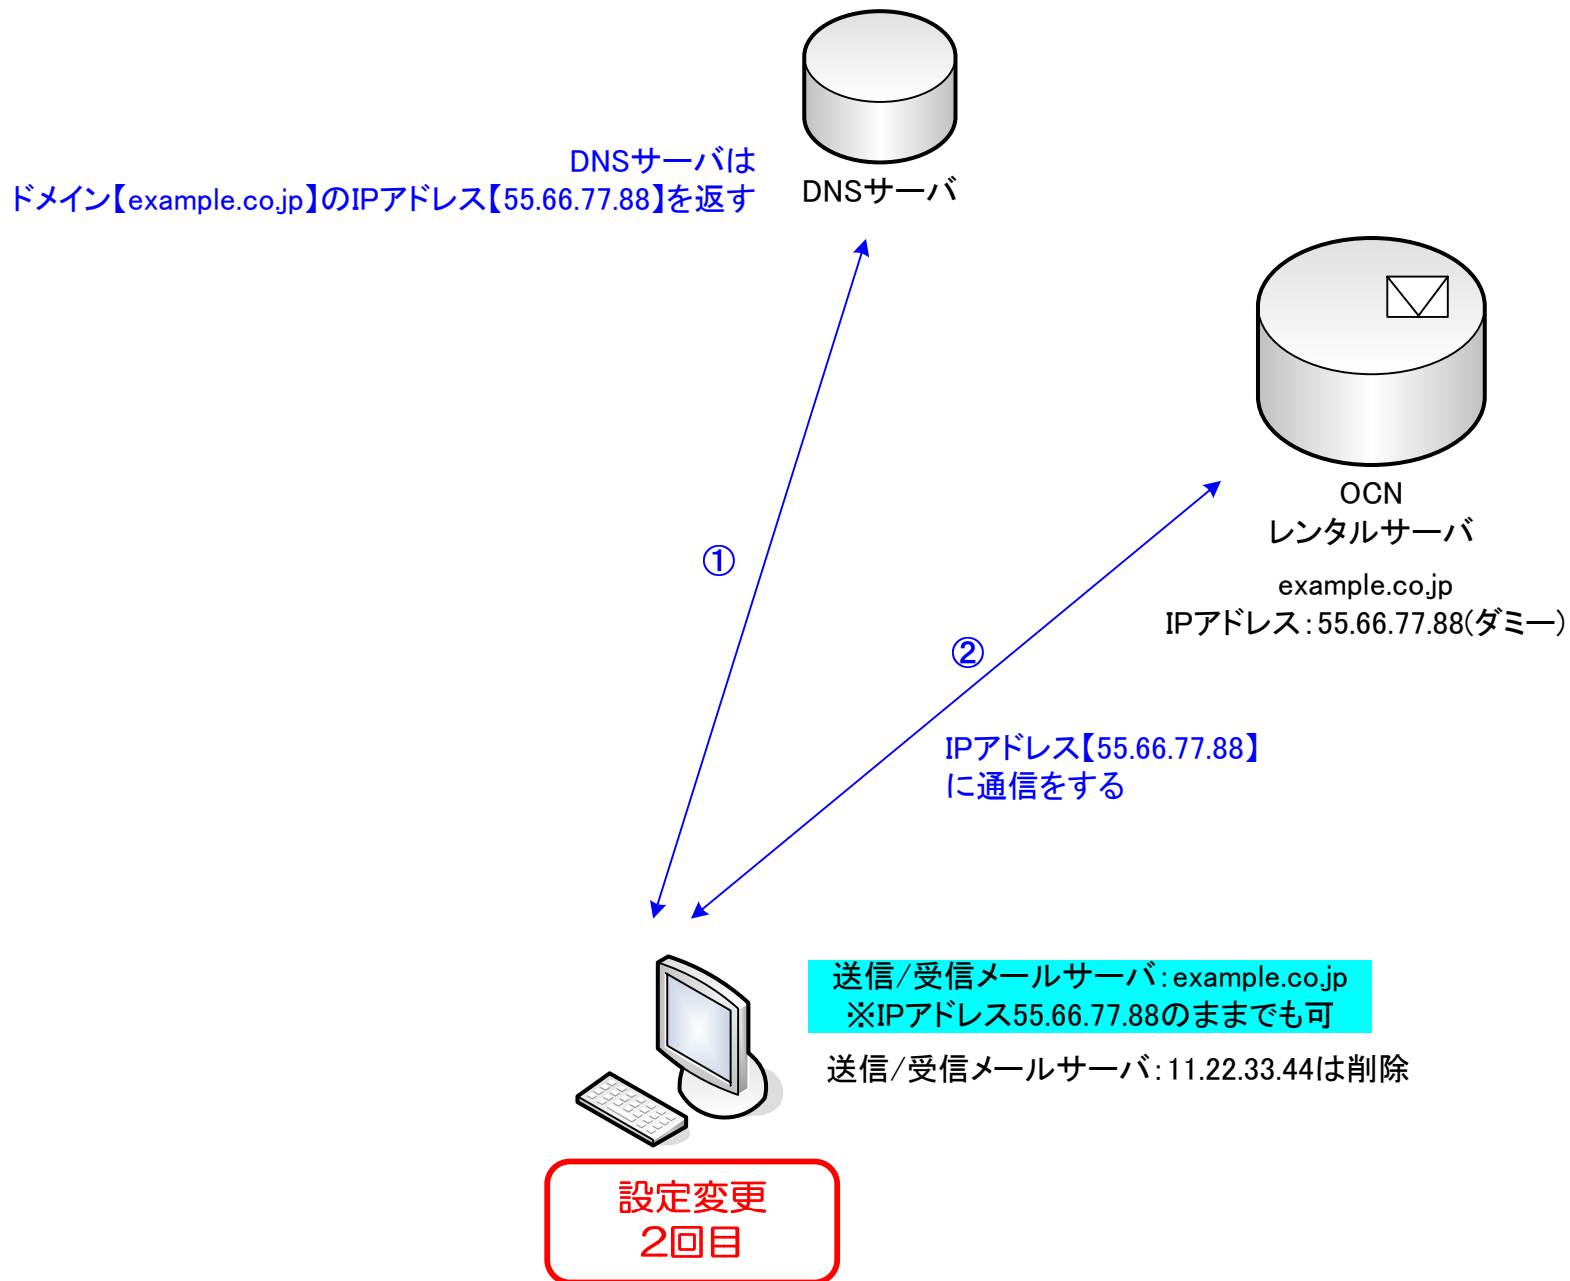 DNSサーバは
ドメイン【example.co.jp】のIPアドレス【55.66.77.88】を返す
DNSサーバ
OCN
レンタルサーバ
example.co.jp
IPアドレス：55.66.77.88(ダミー)
①
②
IPアドレス【55.66.77.88】
に通信をする
送信/受信メールサーバ：example.co.jp
※IPアドレス55.66.77.88のままでも可
送信/受信メールサーバ：11.22.33.44は削除
設定変更
2回目